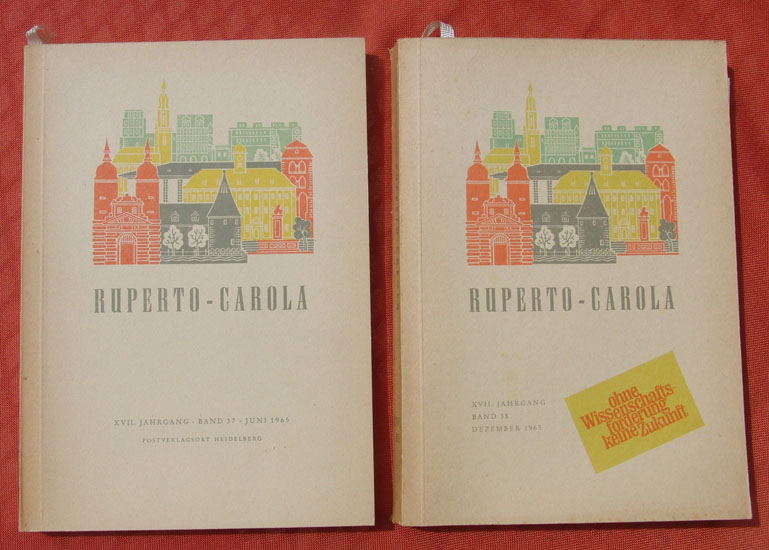 RUPERTO-CAROLA
XVII. JAHRGANG · BAND 37 · JUNI 1965
POSTVERLAGSORT HEIDELBERG
RUPERTO-CAROLA
XVII. JAHRGANG
BAND 38
DEZEMBER 1965
ohne
Wissenschafts-
förderung
keine Zukunft